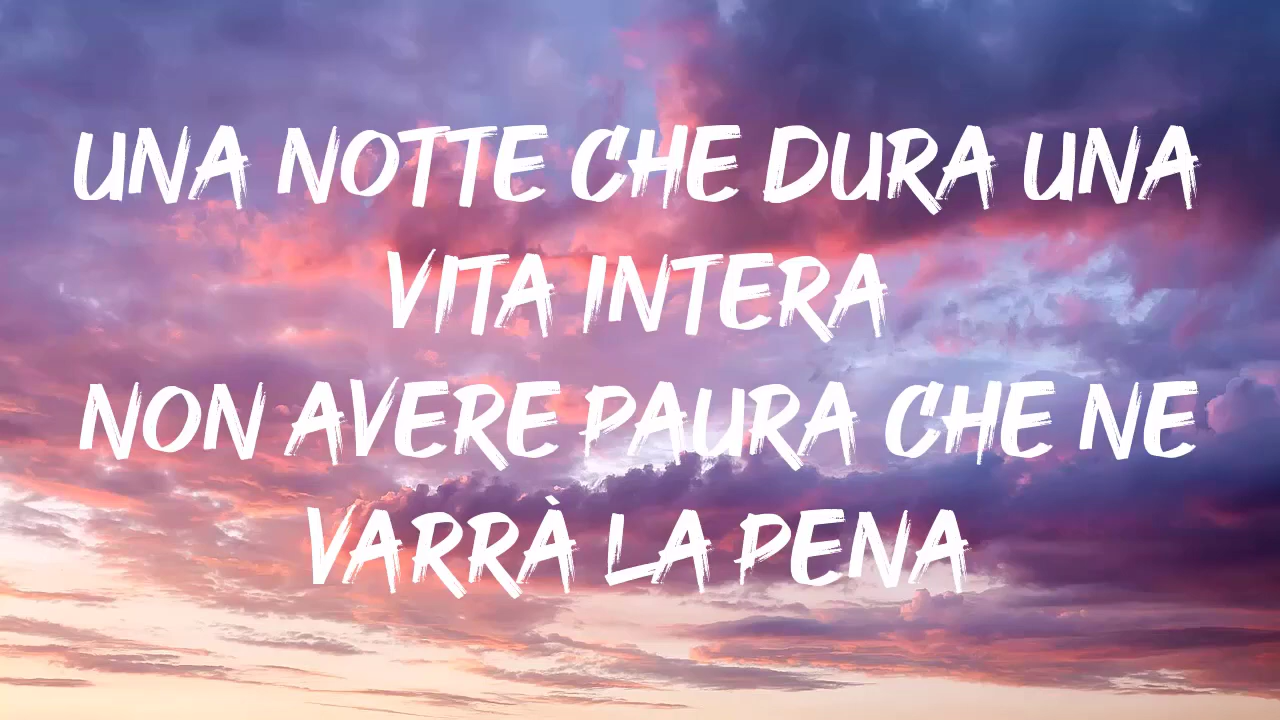 UNA NOTTE CHE DURA UNA
VITA INTERA
NON AVERE PAURA CHE NE
VARRÀ LA PENA